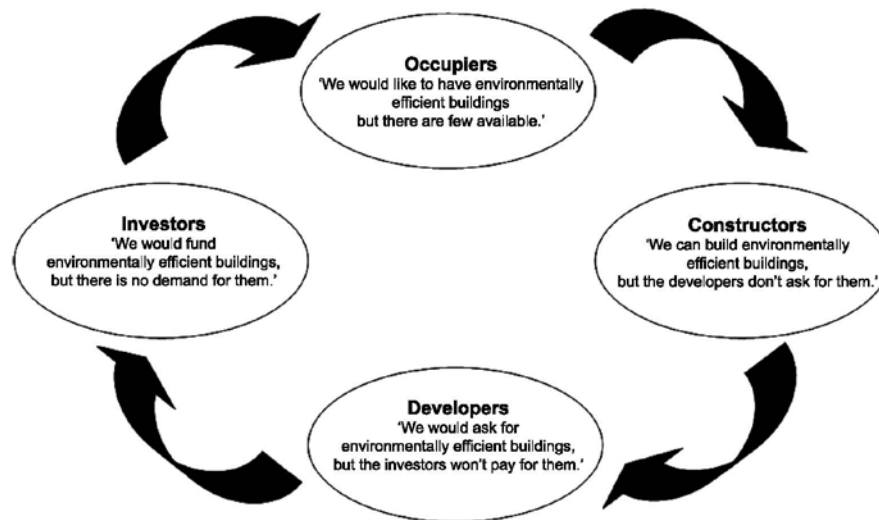 Occupiers
'We would like to have environmentally
efficient buildings
but there are few available.'
Investors
'We would fund
environmentally efficient buildings,
but there is no demand for them.'
Constructors
'We can build environmentally
efficient buildings,
but the developers don't ask for them.'
Developers
'We would ask for
environmentally efficient buildings,
but the investors won't pay for them.'